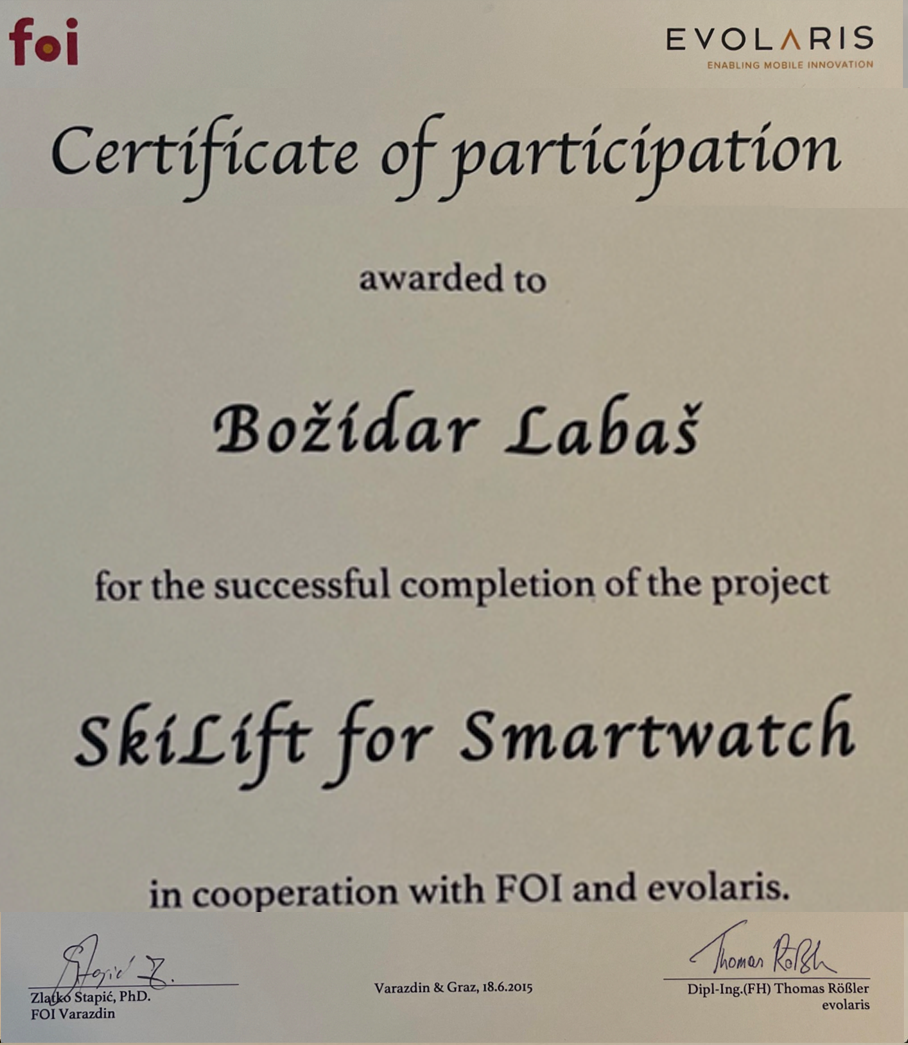 foi
EVOLARIS
ENABLING MOBILE INNOVATION
Certificate of participation
awarded to
Božidar Labaš
for the successful completion of the project
SkiLift for Smartwatch
in cooperation with FOI and evolaris.
Stapić Z.
Thomas Rößler
Zlatko Stapić, PhD.
FOI Varazdin
Varazdin & Graz, 18.6.2015
Dipl-Ing.(FH) Thomas Rößler
evolaris